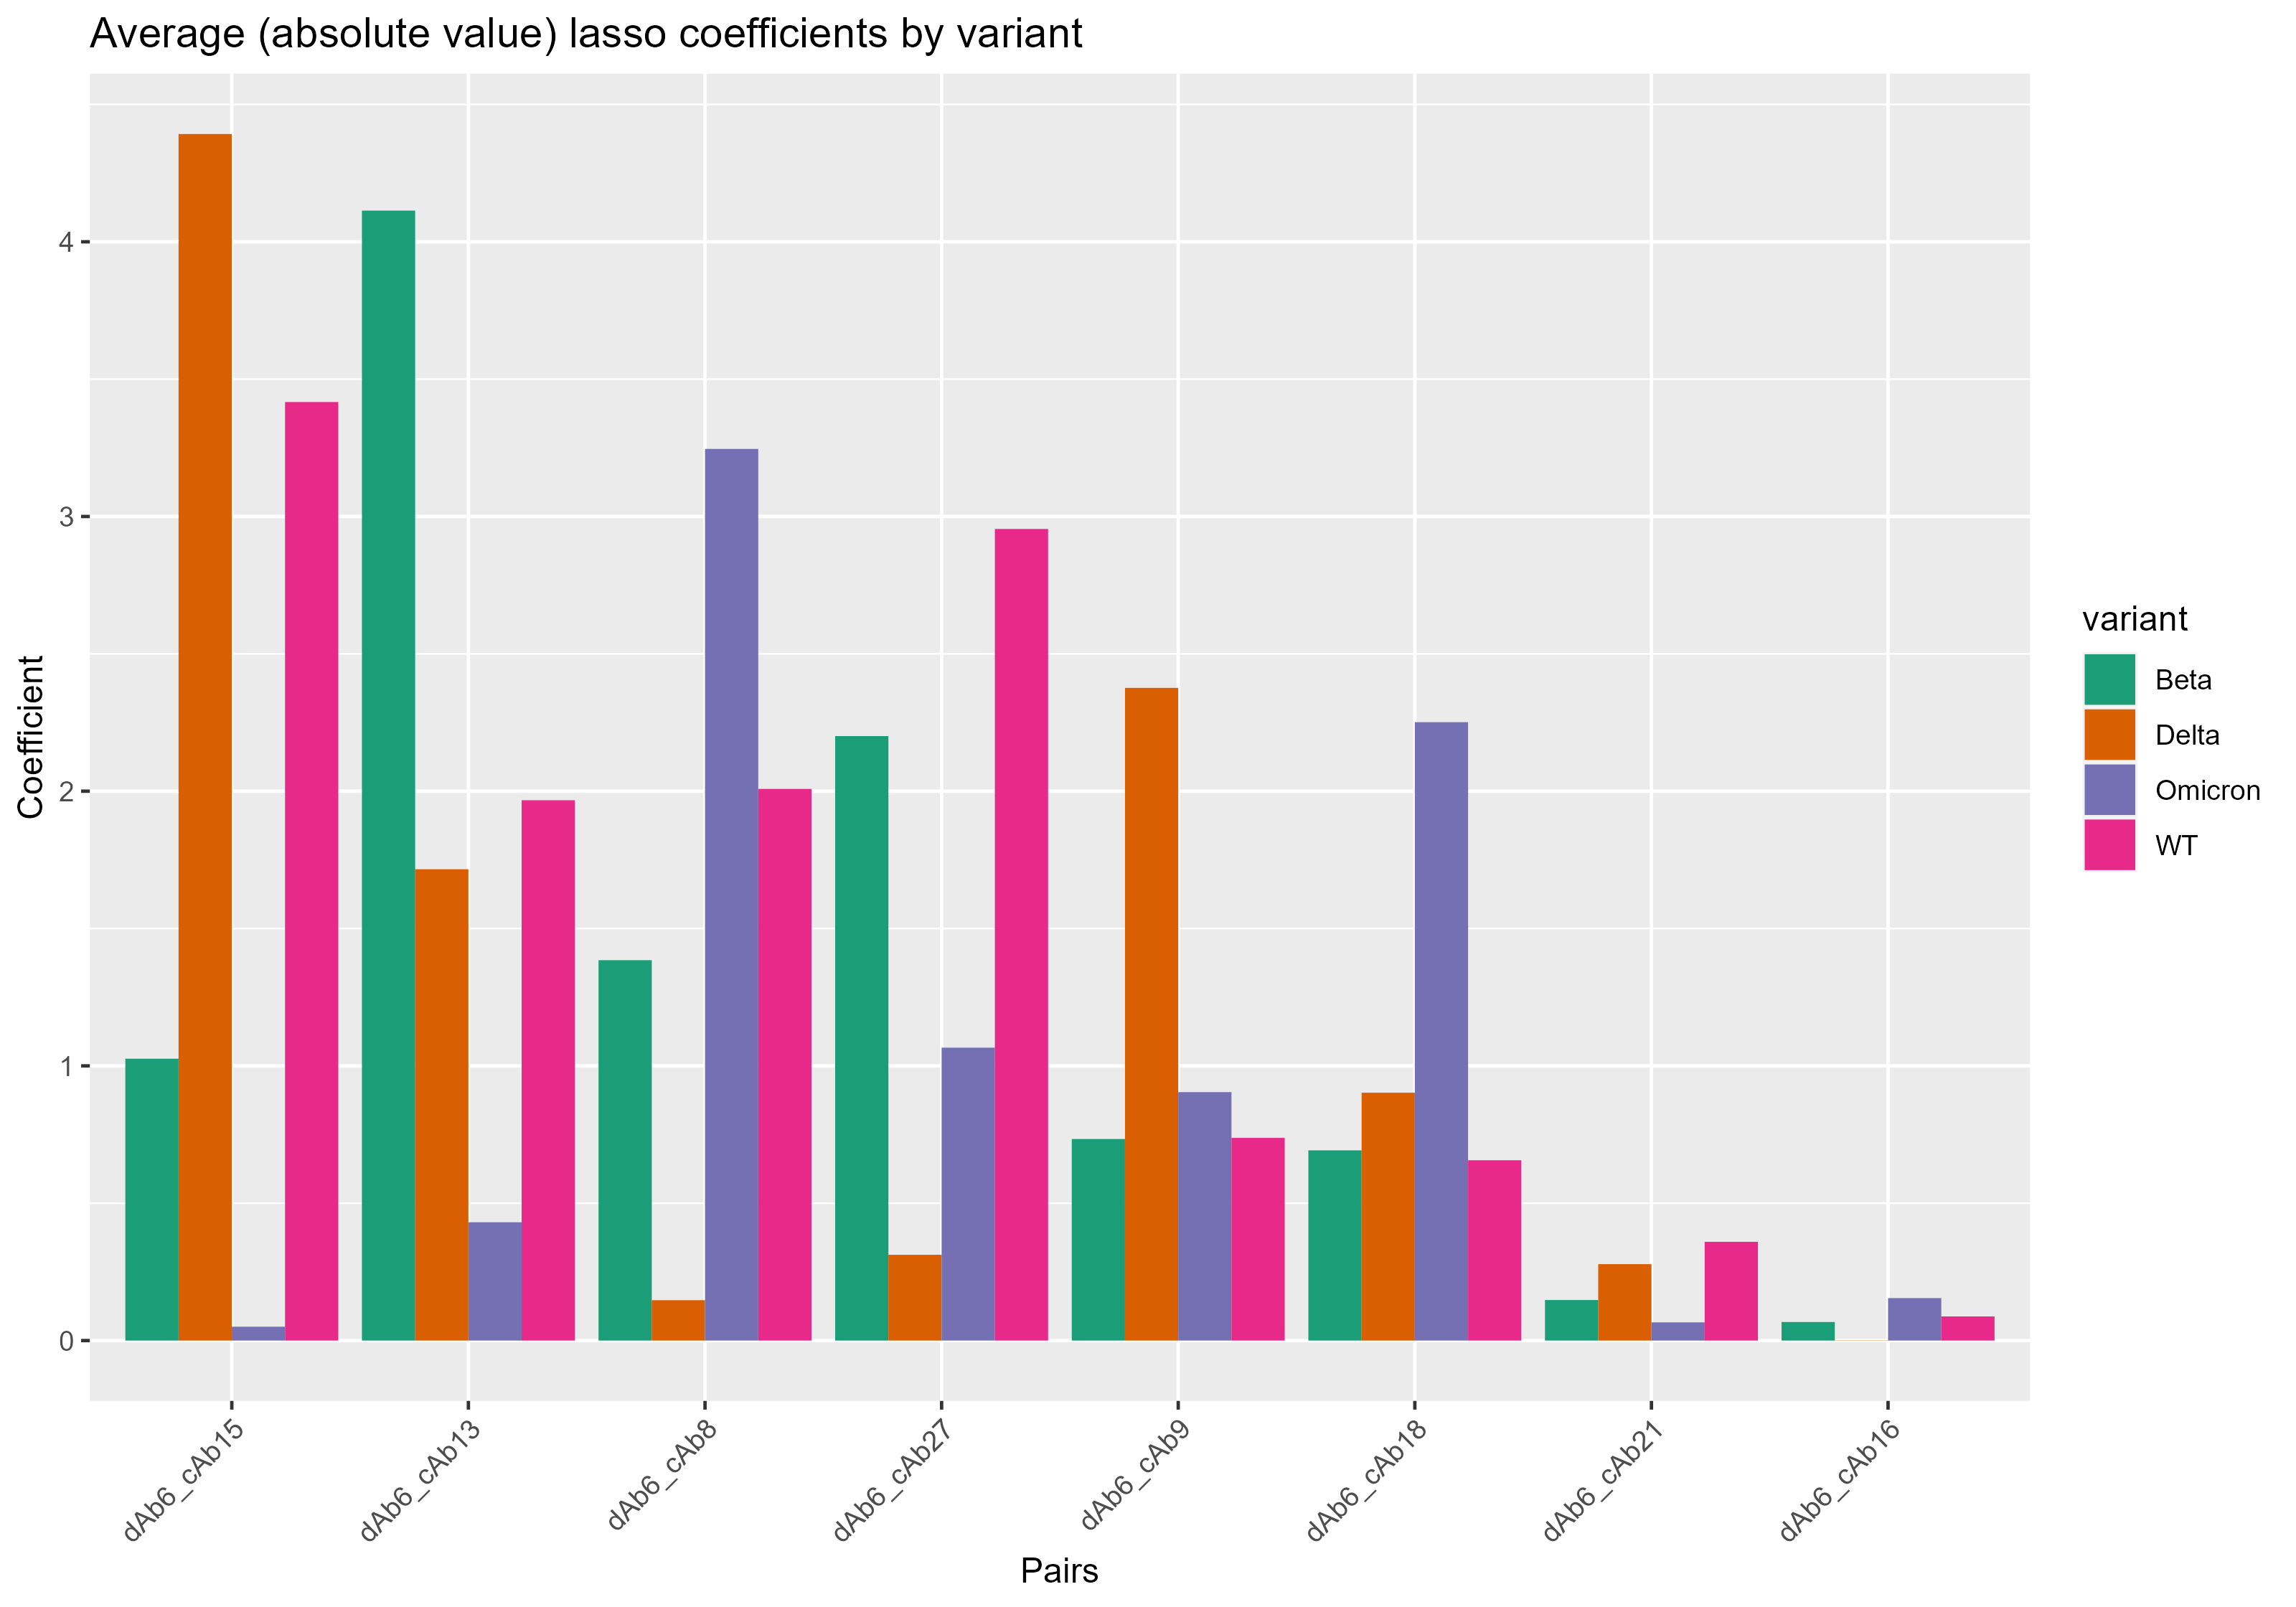 Average (absolute value) lasso coefficients by variant
4
3
2
1
0
Coefficient
dAb6_cAb15
dAb6_cAb13
dAb6_cAb8
dAb6_cAb27
dAb6_cAb9
dAb6_cAb18
dAb6_cAb21
dAb6_cAb16
Pairs
variant
Beta
Delta
Omicron
WT